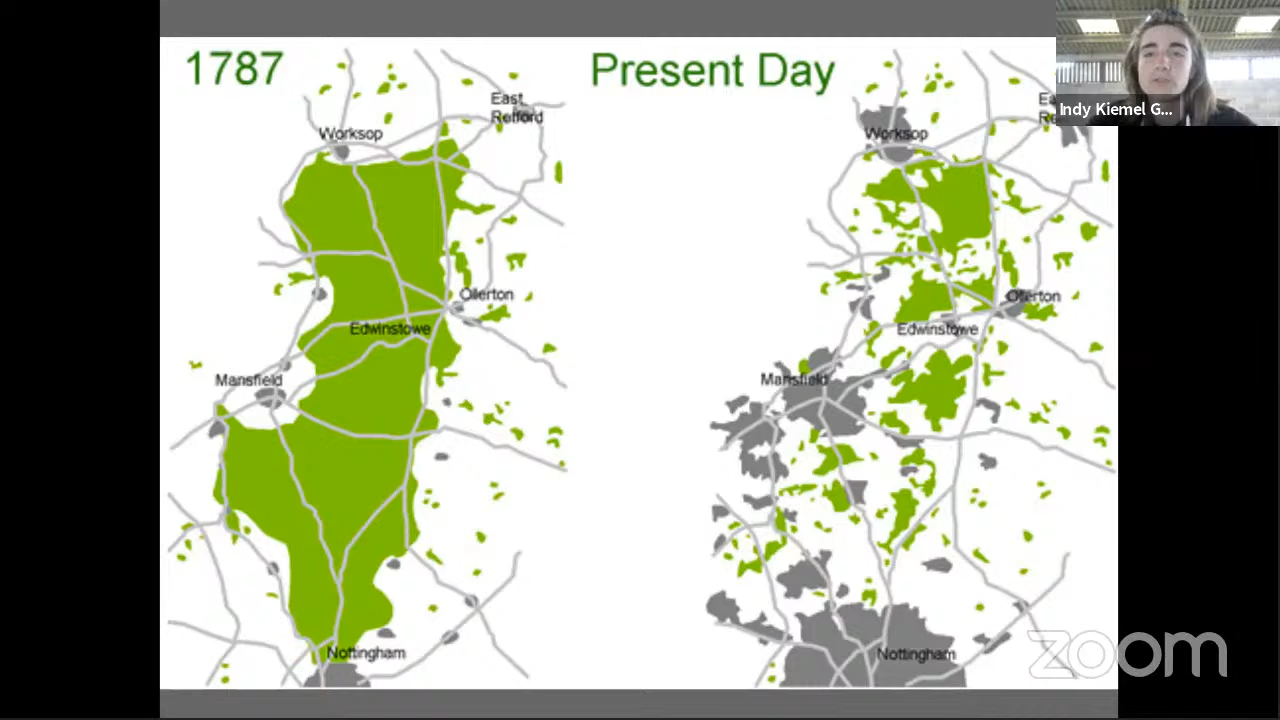 1787
Present Day
East
Retford
Worksop
Ollerton
Edwinstowe
Mansfield
Nottingham
Worksop
Ollerton
Edwinstowe
Mansfield
Nottingham
Indy Kiemel G...
zoom